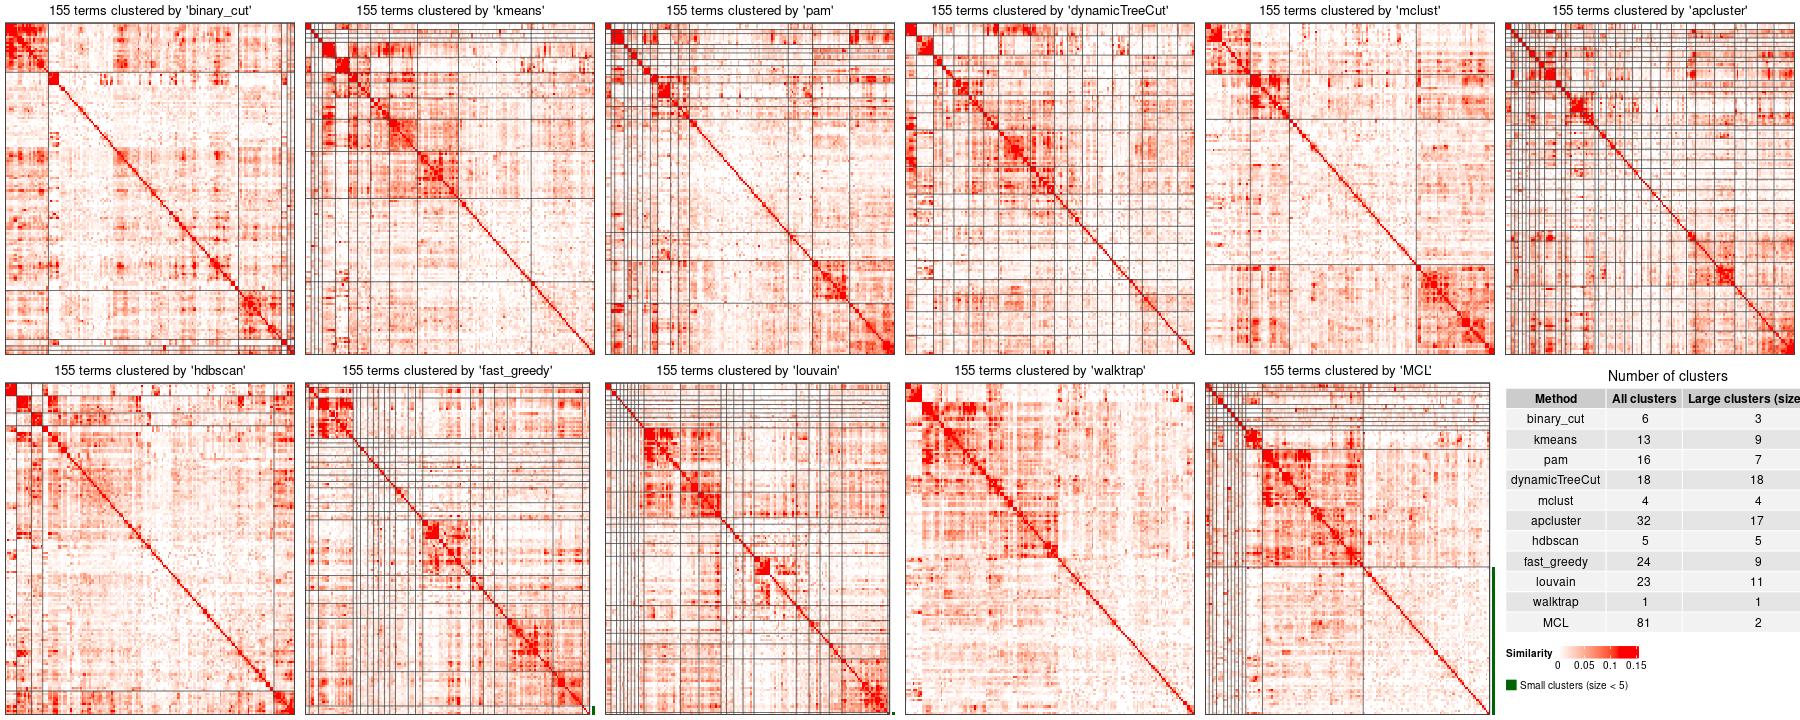 155 terms clustered by 'binary_cut'
155 terms clustered by 'kmeans'
155 terms clustered by 'pam'
155 terms clustered by 'dynamicTreeCut'
155 terms clustered by 'mclust'
155 terms clustered by 'apcluster'
155 terms clustered by 'hdbscan'
155 terms clustered by 'fast_greedy'
155 terms clustered by 'louvain'
155 terms clustered by 'walktrap'
155 terms clustered by 'MCL'
Number of clusters
Method All clusters Large clusters (size
binary_cut 6 3
kmeans 13 9
pam 16 7
dynamicTreeCut 18 18
mclust 4 4
apcluster 32 17
hdbscan 5 5
fast_greedy 24 9
louvain 23 11
walktrap 1 1
MCL 81 2
Similarity
0 0.05 0.1 0.15
Small clusters (size < 5)